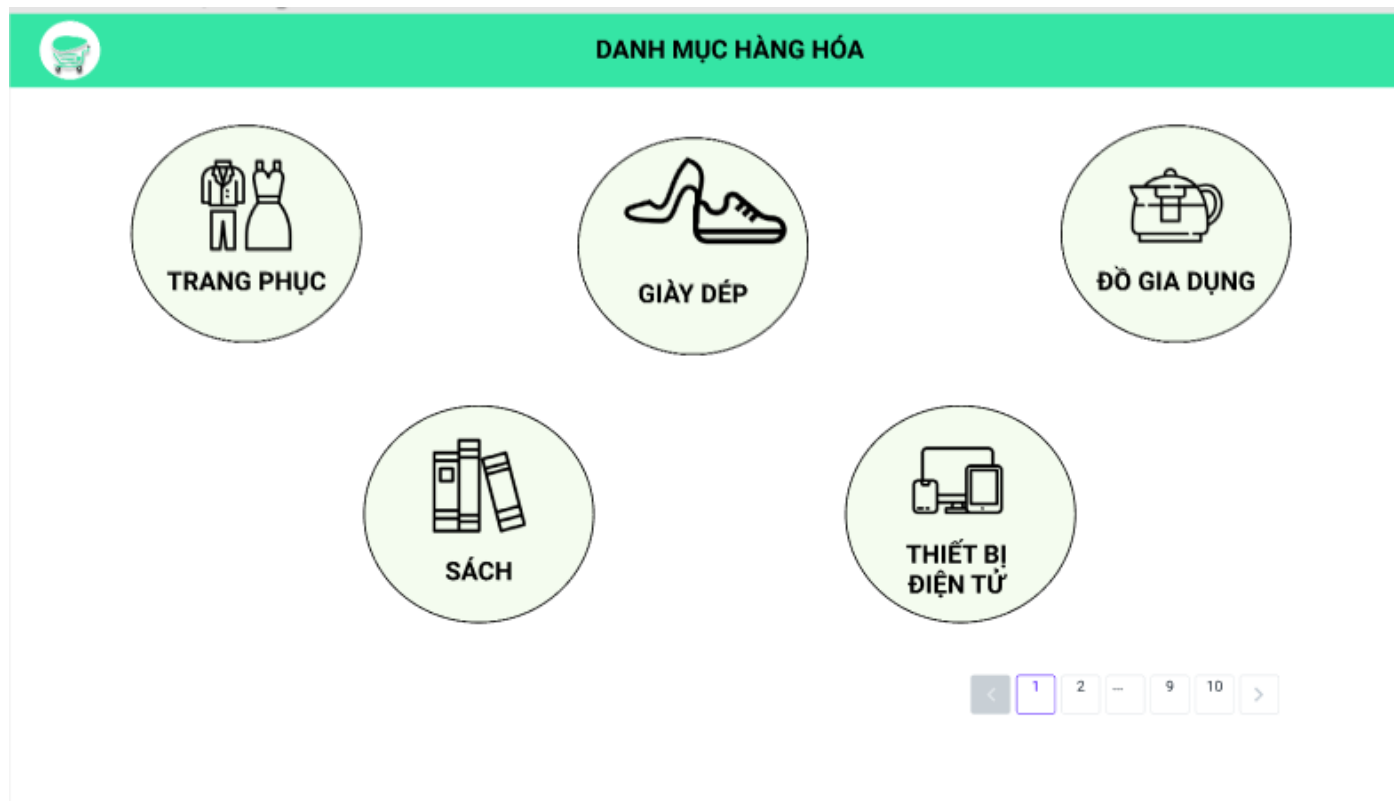 DANH MỤC HÀNG HÓA
TRANG PHỤC
GIÀY DÉP
ĐỒ GIA DỤNG
SÁCH
THIẾT BỊ
ĐIỆN TỬ
< 1 2 ... 9 10 >